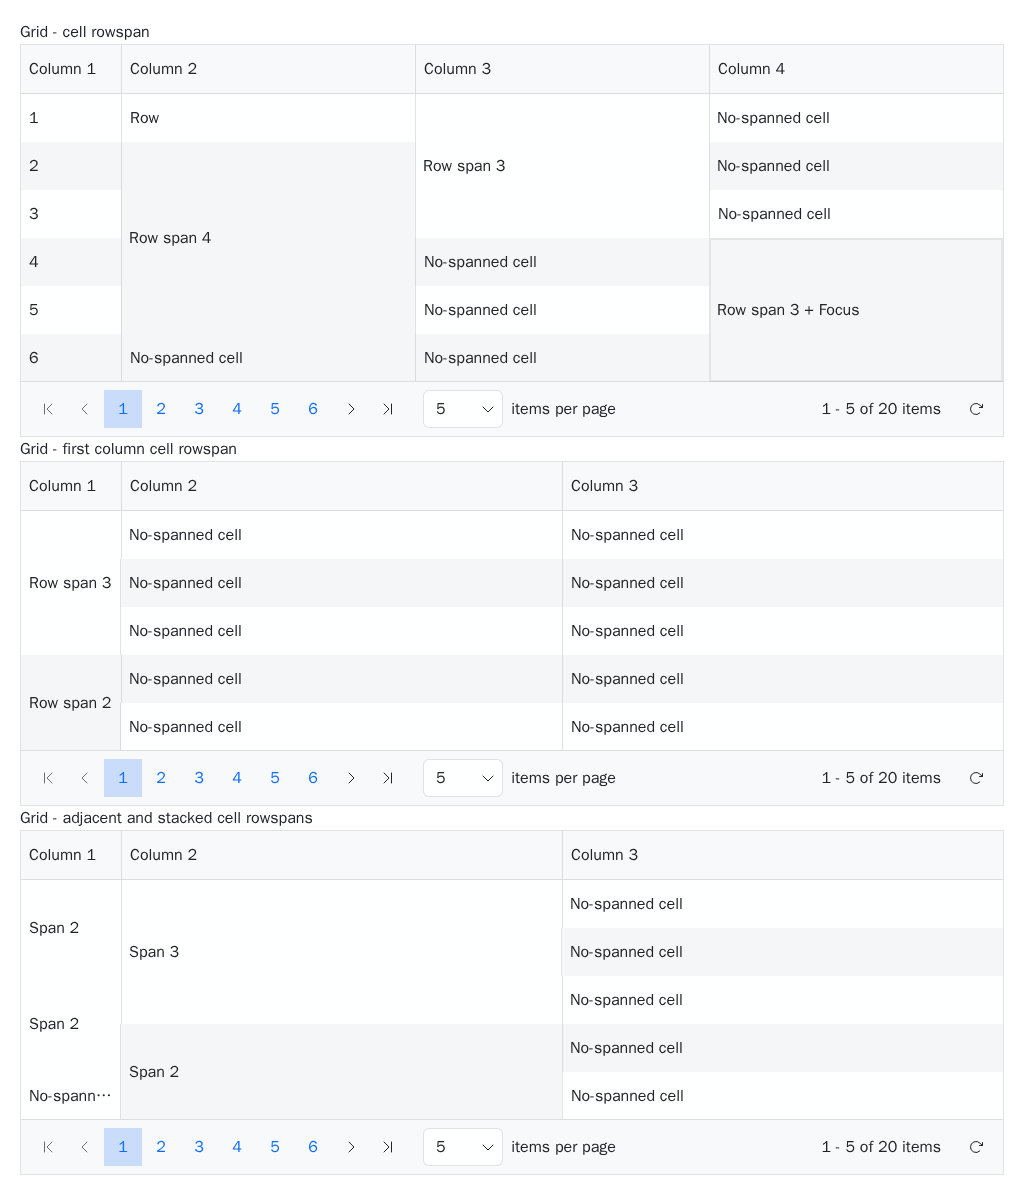 Grid - cell rowspan
Column 1 Column 2 Column 3 Column 4
1 Row No-spanned cell
2 Row span 3 No-spanned cell
3 No-spanned cell
Row span 4
4 No-spanned cell
5 No-spanned cell Row span 3 + Focus
6 No-spanned cell No-spanned cell
1 2 3 4 5 6 5 items per page 1 - 5 of 20 items
Grid - first column cell rowspan
Column 1 Column 2 Column 3
No-spanned cell No-spanned cell
Row span 3 No-spanned cell No-spanned cell
No-spanned cell No-spanned cell
No-spanned cell No-spanned cell
Row span 2
No-spanned cell No-spanned cell
1 2 3 4 5 6 5 items per page 1 - 5 of 20 items
Grid - adjacent and stacked cell rowspans
Column 1 Column 2 Column 3
No-spanned cell
Span 2
Span 3 No-spanned cell
No-spanned cell
Span 2
No-spanned cell
Span 2
No-spann… No-spanned cell
1 2 3 4 5 6 5 items per page 1 - 5 of 20 items